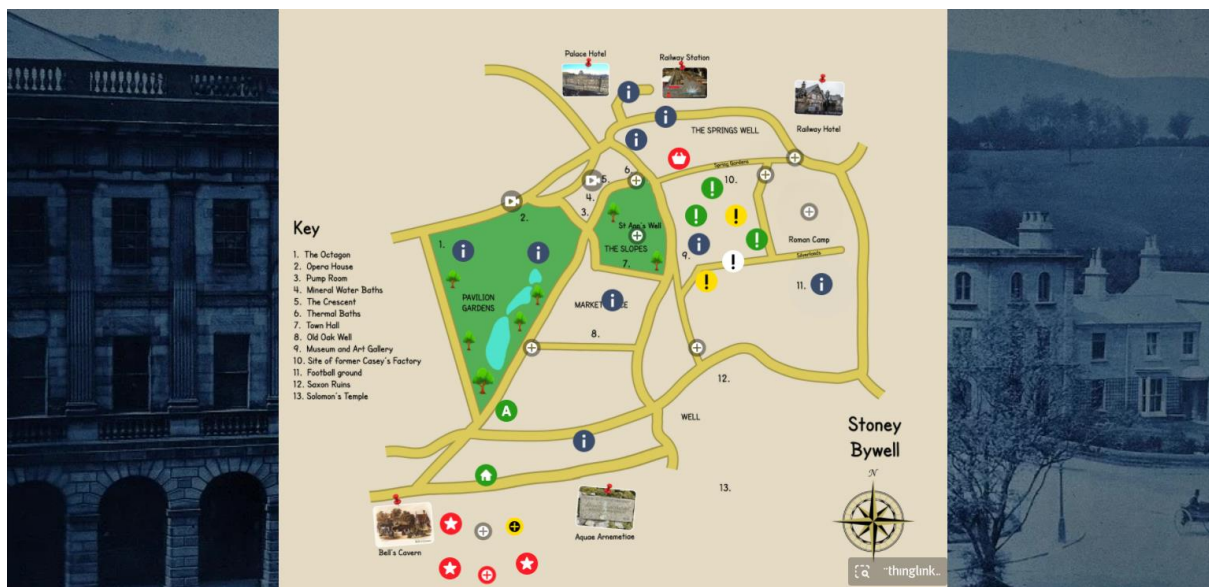 Palace Hotel
Railway Station
Railway Hotel
THE SPRINGS WELL
Spring Gardens
6.
5.
10.
4.
3.
2.
St Ann's Well
Roman Camp
THE SLOPES
1.
9.
Silverlands
7.
11.
PAVILION
GARDENS
MARKET
8.
12.
WELL
13.
Key
1. The Octagon
2. Opera House
3. Pump Room
4. Mineral Water Baths
5. The Crescent
6. Thermal Baths
7. Town Hall
8. Old Oak Well
9. Museum and Art Gallery
10. Site of former Casey's Factory
11. Football ground
12. Saxon Ruins
13. Solomon's Temple
A
Stoney
Bywell
N
Bell's Cavern
Aquae Arnemetiae
thinglink..